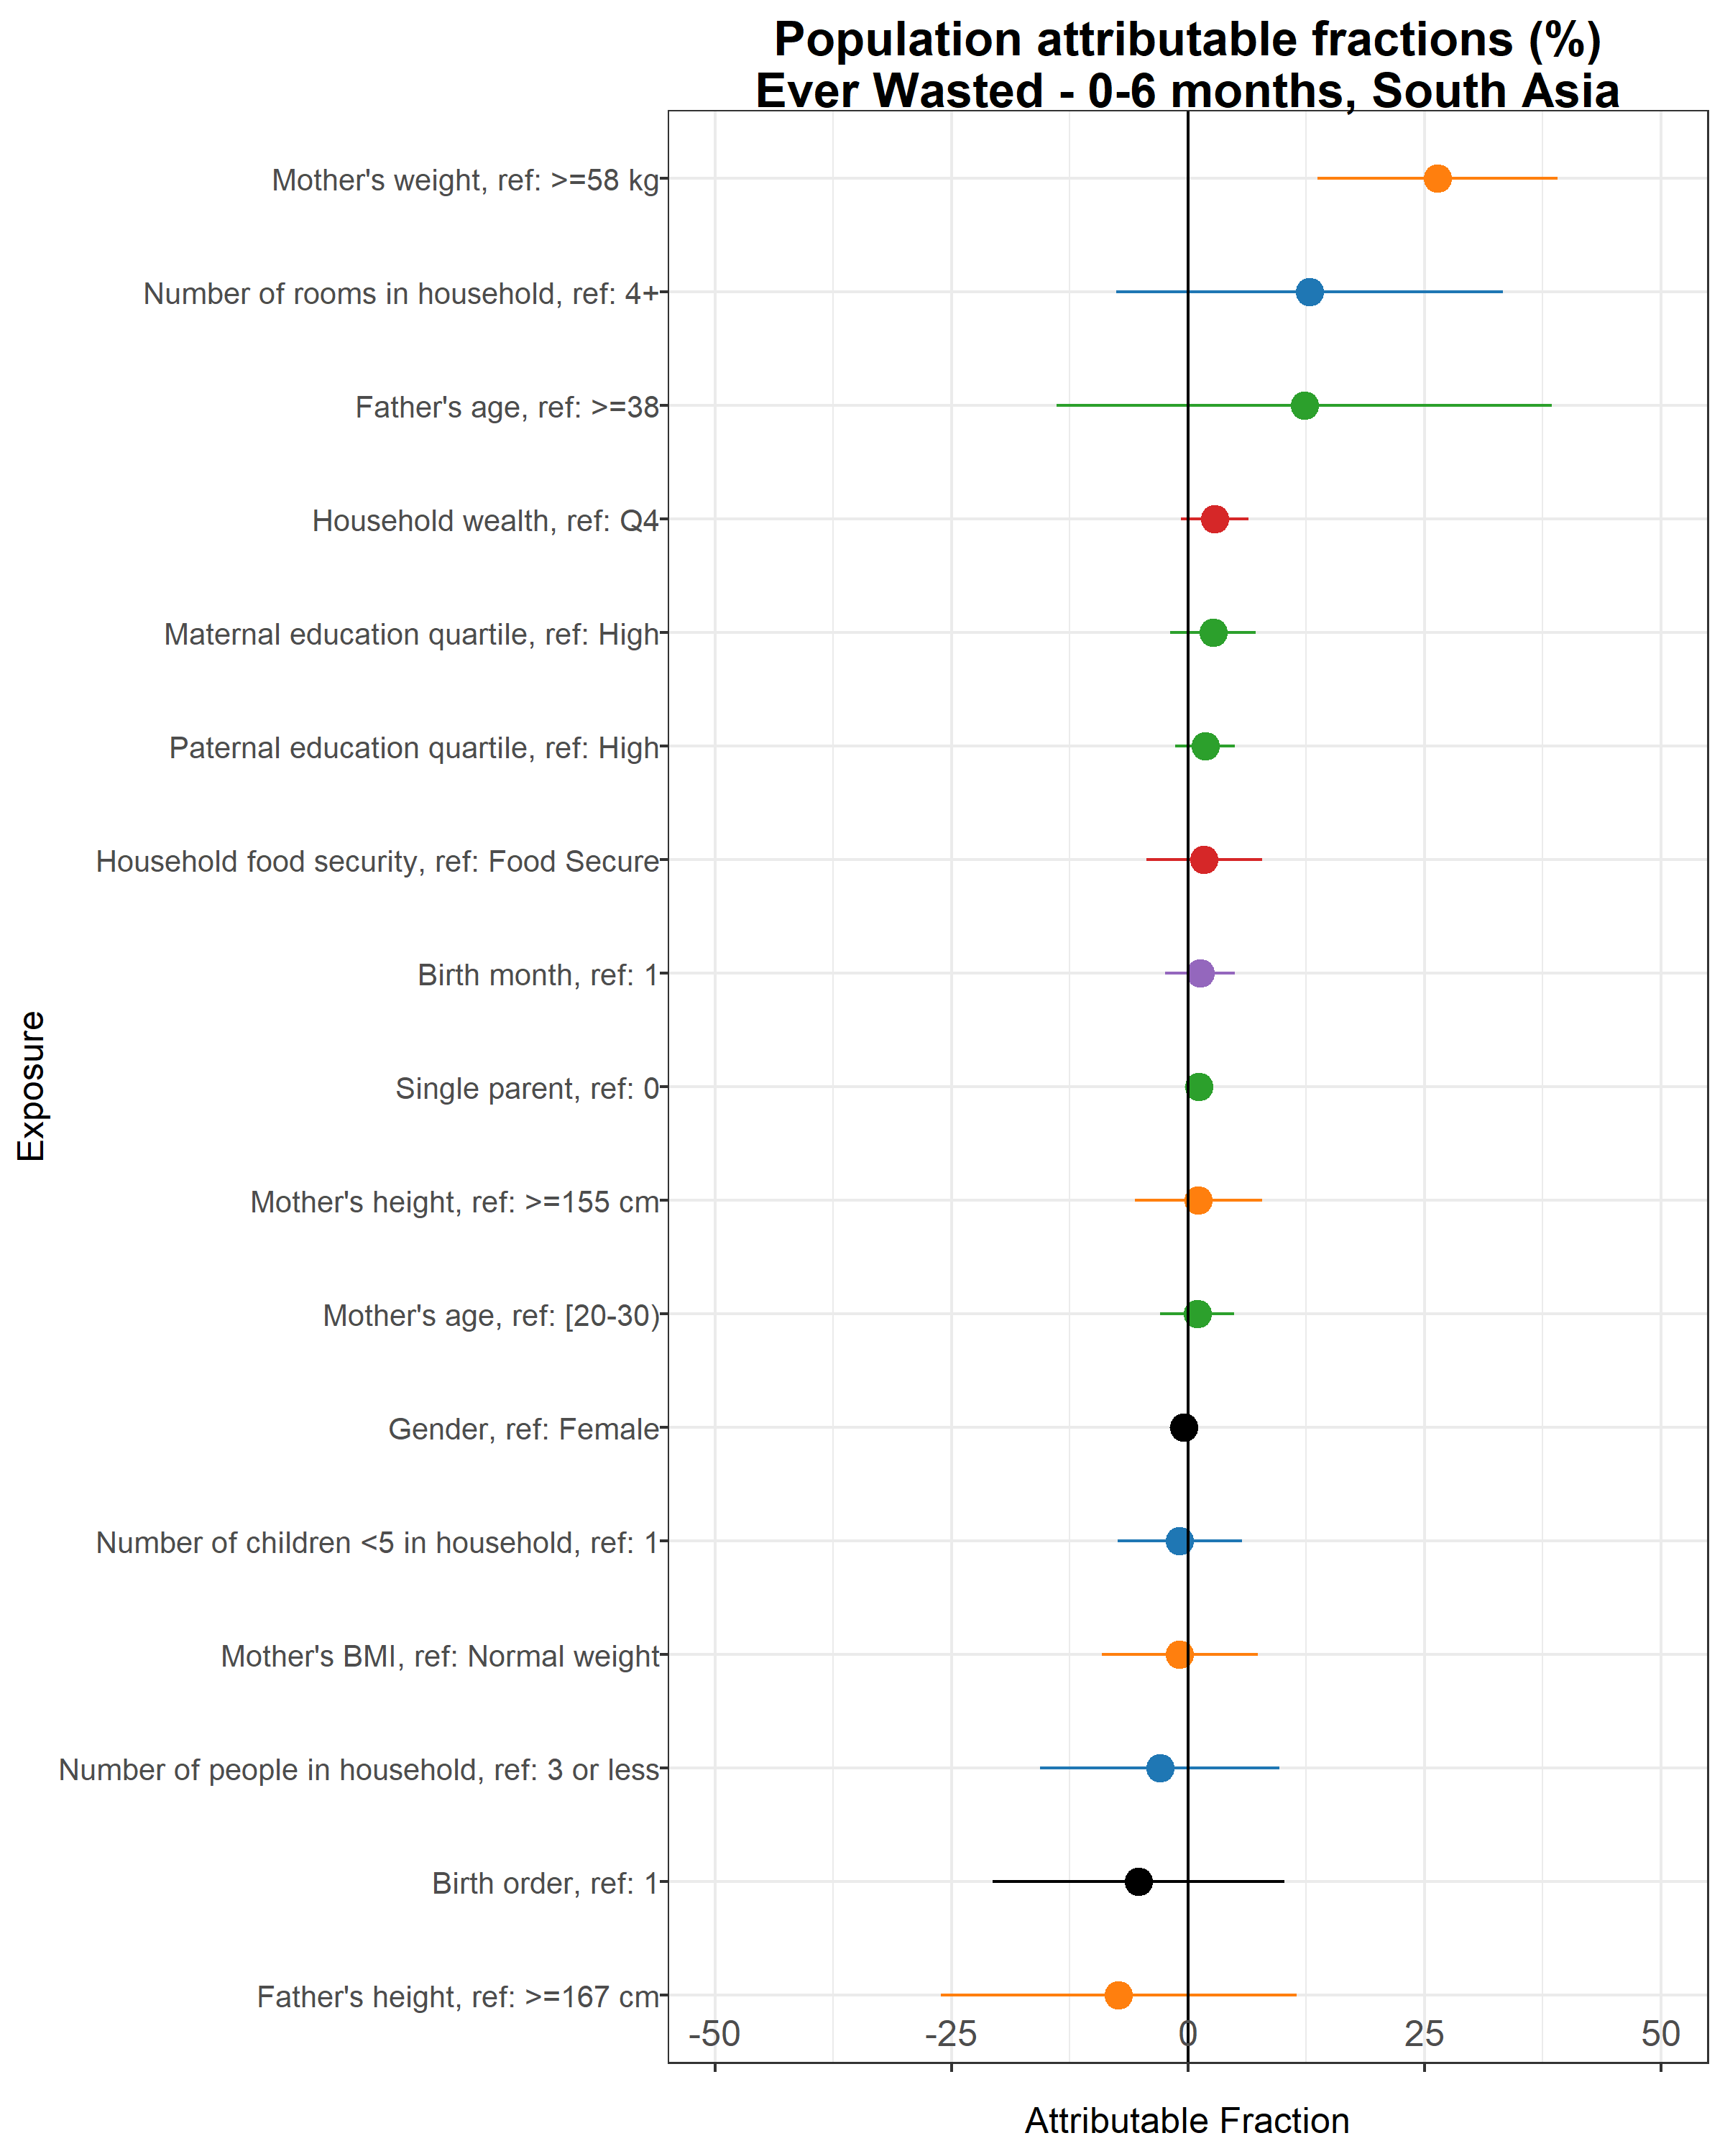 Population attributable fractions (%)
Ever Wasted - 0-6 months, South Asia
Mother's weight, ref: >=58 kg
Number of rooms in household, ref: 4+
Father's age, ref: >=38
Household wealth, ref: Q4
Maternal education quartile, ref: High
Paternal education quartile, ref: High
Household food security, ref: Food Secure
Birth month, ref: 1
Single parent, ref: 0
Mother's height, ref: >=155 cm
Mother's age, ref: [20-30)
Gender, ref: Female
Number of children <5 in household, ref: 1
Mother's BMI, ref: Normal weight
Number of people in household, ref: 3 or less
Birth order, ref: 1
Father's height, ref: >=167 cm
Exposure
-50 -25 0 25 50
Attributable Fraction